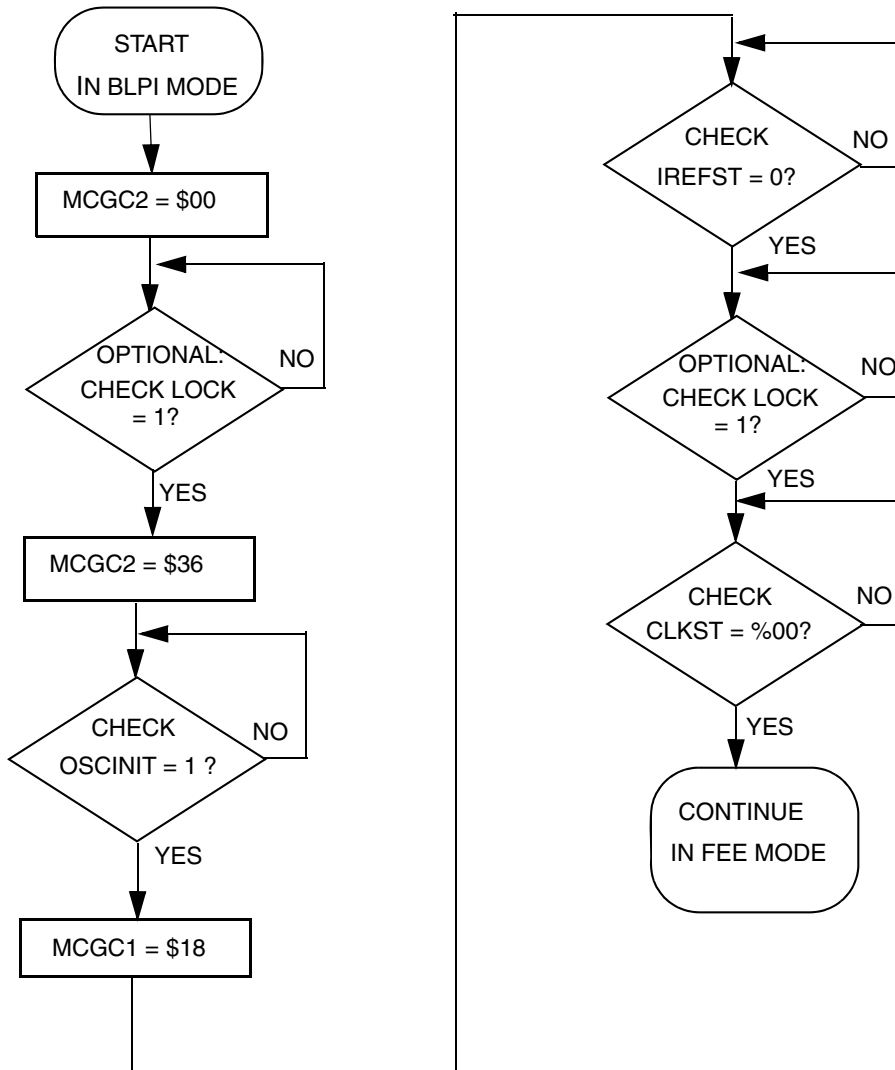 START
IN BLPI MODE
MCGC2 = $00
OPTIONAL:
CHECK LOCK
= 1?
NO
YES
MCGC2 = $36
CHECK
OSCINIT = 1 ?
NO
YES
MCGC1 = $18
CHECK
IREFST = 0?
NO
YES
OPTIONAL:
CHECK LOCK
= 1?
NO
YES
CHECK
CLKST = %00?
NO
YES
CONTINUE
IN FEE MODE